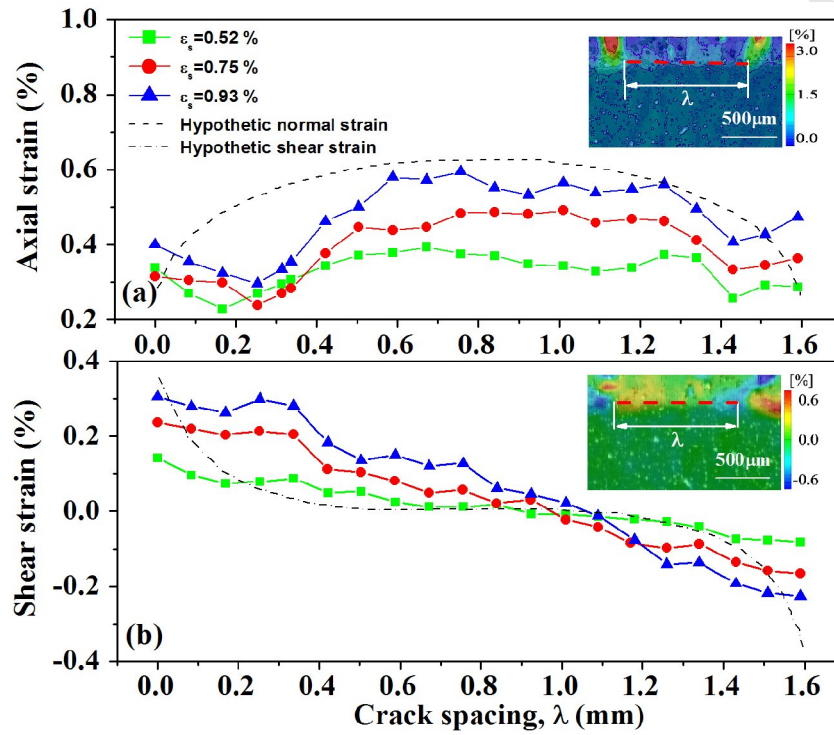 1.0
0.8
0.6
0.4
0.2
Axial strain (%)
εs=0.52 %
εs=0.75 %
εs=0.93 %
Hypothetic normal strain
Hypothetic shear strain
[%]
3.0
1.5
0.0
λ
500μm
(a)
0.0 0.2 0.4 0.6 0.8 1.0 1.2 1.4 1.6
0.4
0.2
0.0
-0.2
-0.4
Shear strain (%)
[%]
0.6
0.0
-0.6
λ
500μm
(b)
0.0 0.2 0.4 0.6 0.8 1.0 1.2 1.4 1.6
Crack spacing, λ (mm)